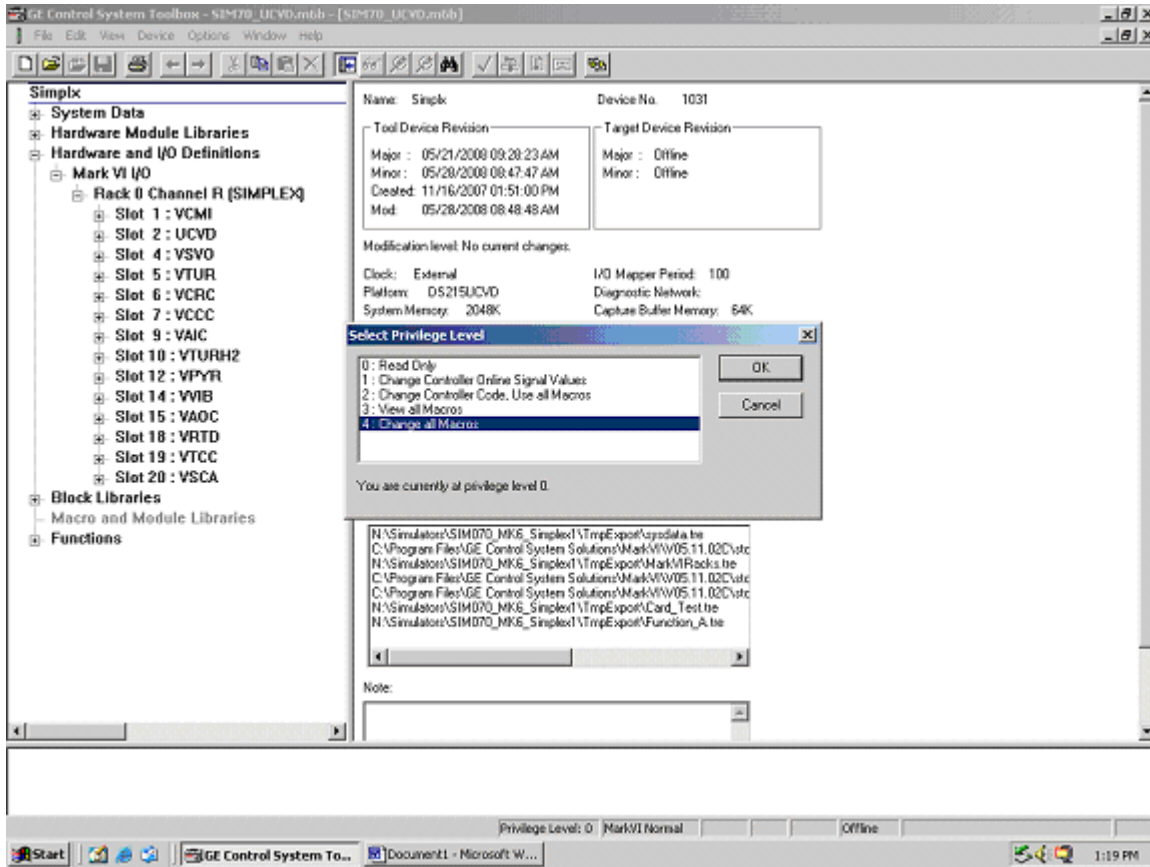 GE Control System Toolbox - SIM70_UCVD.m6b - [SIM70_UCVD.m6b]
File Edit View Device Options Window Help
Simplx
System Data
Hardware Module Libraries
Hardware and I/O Definitions
Mark VI I/O
Rack 0 Channel R (SIMPLEX)
Slot 1 : VCMI
Slot 2 : UCVD
Slot 4 : VSVO
Slot 5 : VTUR
Slot 6 : VCRC
Slot 7 : VCCC
Slot 9 : VAIC
Slot 10 : VTURH2
Slot 12 : VPYR
Slot 14 : VVIB
Slot 15 : VAOC
Slot 18 : VRTD
Slot 19 : VTCC
Slot 20 : VSCA
Block Libraries
Macro and Module Libraries
Functions
Name: Simplx Device No. 1031
Tool Device Revision
Major : 05/21/2008 09:28:23 AM
Minor : 05/28/2008 08:47:47 AM
Created: 11/16/2007 01:51:00 PM
Mod: 05/28/2008 08:48:48 AM
Target Device Revision
Major : Offline
Minor : Offline
Modification level: No current changes.
Clock: External I/O Mapper Period: 100
Platform: DS215UCVD Diagnostic Network:
System Memory: 2048K Capture Buffer Memory: 64K
Select Privilege Level
0 : Read Only
1 : Change Controller Online Signal Values
2 : Change Controller Code, Use all Macros
3 : View all Macros
4 : Change all Macros
OK
Cancel
You are currently at privilege level 0.
N:\Simulators\SIM070_MK6_Simplex1\TmpExport\sysdata.tre
C:\Program Files\GE Control System Solutions\MarkVI\V05.11.02C\stc
N:\Simulators\SIM070_MK6_Simplex1\TmpExport\MarkVIRacks.tre
C:\Program Files\GE Control System Solutions\MarkVI\V05.11.02C\stc
C:\Program Files\GE Control System Solutions\MarkVI\V05.11.02C\stc
N:\Simulators\SIM070_MK6_Simplex1\TmpExport\Card_Test.tre
N:\Simulators\SIM070_MK6_Simplex1\TmpExport\Function_A.tre
Note:
Privilege Level: 0 MarkVI Normal Offline
Start GE Control System To... Document1 - Microsoft W... 1:19 PM